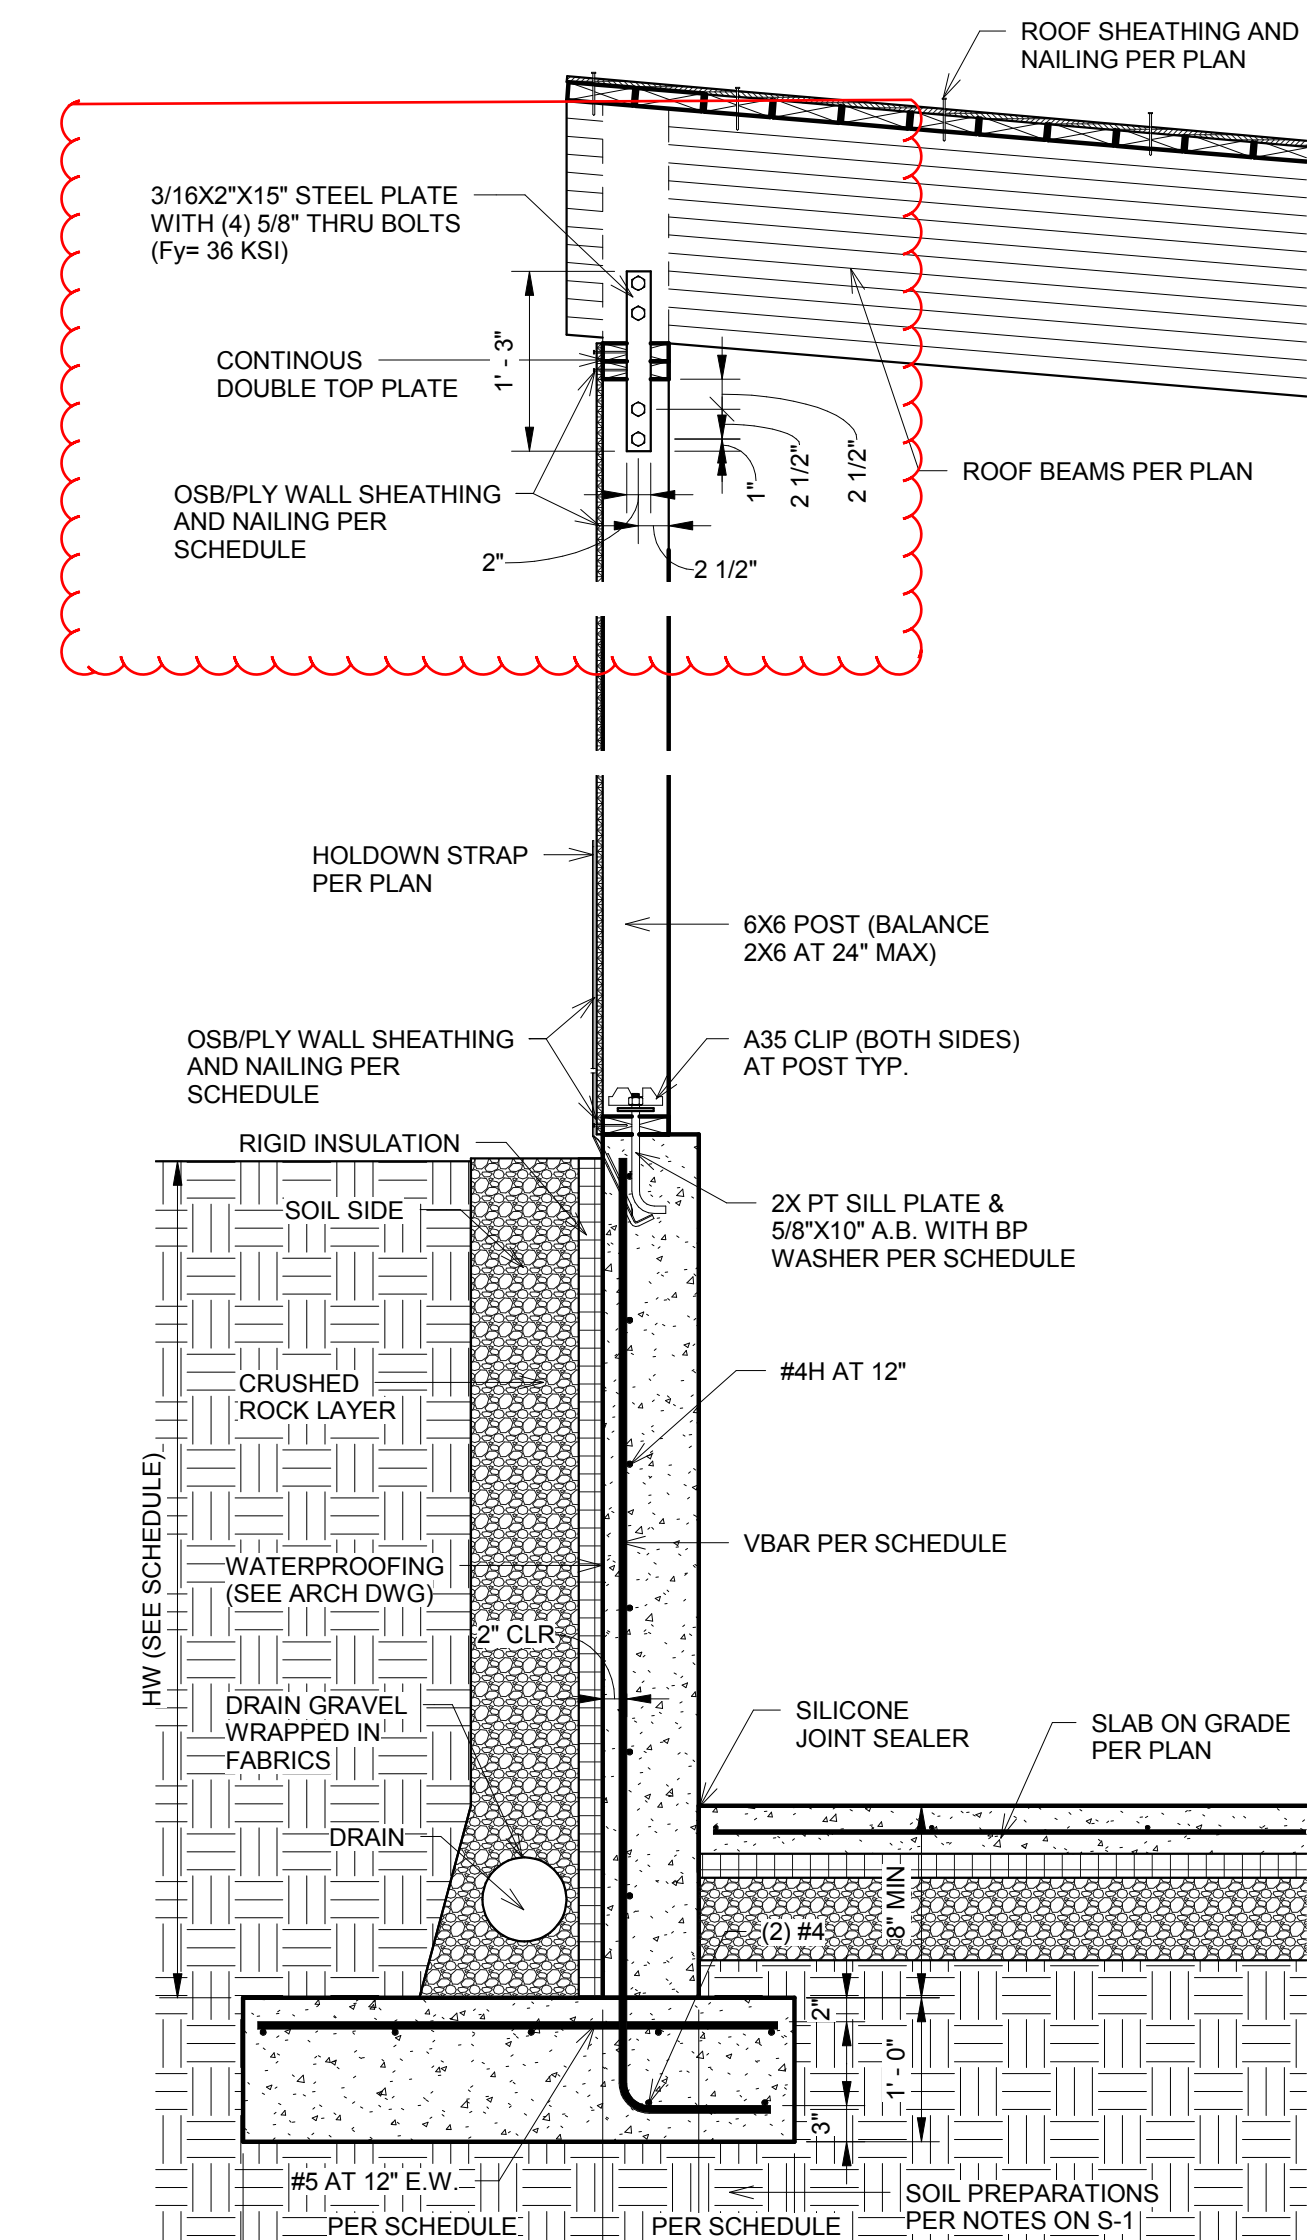 ROOF SHEATHING AND
NAILING PER PLAN
3/16X2"X15" STEEL PLATE
WITH (4) 5/8" THRU BOLTS
(Fy= 36 KSI)
1' - 3"
CONTINOUS
DOUBLE TOP PLATE
1"
2 1/2"
2 1/2"
ROOF BEAMS PER PLAN
OSB/PLY WALL SHEATHING
AND NAILING PER
SCHEDULE
2"
2 1/2"
HOLDOWN STRAP
PER PLAN
6X6 POST (BALANCE
2X6 AT 24" MAX)
OSB/PLY WALL SHEATHING
AND NAILING PER
SCHEDULE
A35 CLIP (BOTH SIDES)
AT POST TYP.
RIGID INSULATION
SOIL SIDE
2X PT SILL PLATE &
5/8"X10" A.B. WITH BP
WASHER PER SCHEDULE
CRUSHED
ROCK LAYER
#4H AT 12"
HW (SEE SCHEDULE)
VBAR PER SCHEDULE
WATERPROOFING
(SEE ARCH DWG)
2" CLR
DRAIN GRAVEL
WRAPPED IN
FABRICS
SILICONE
JOINT SEALER
SLAB ON GRADE
PER PLAN
DRAIN
8" MIN
(2) #4
2"
1' - 0"
3"
#5 AT 12" E.W.
SOIL PREPARATIONS
PER NOTES ON S-1
PER SCHEDULE
PER SCHEDULE